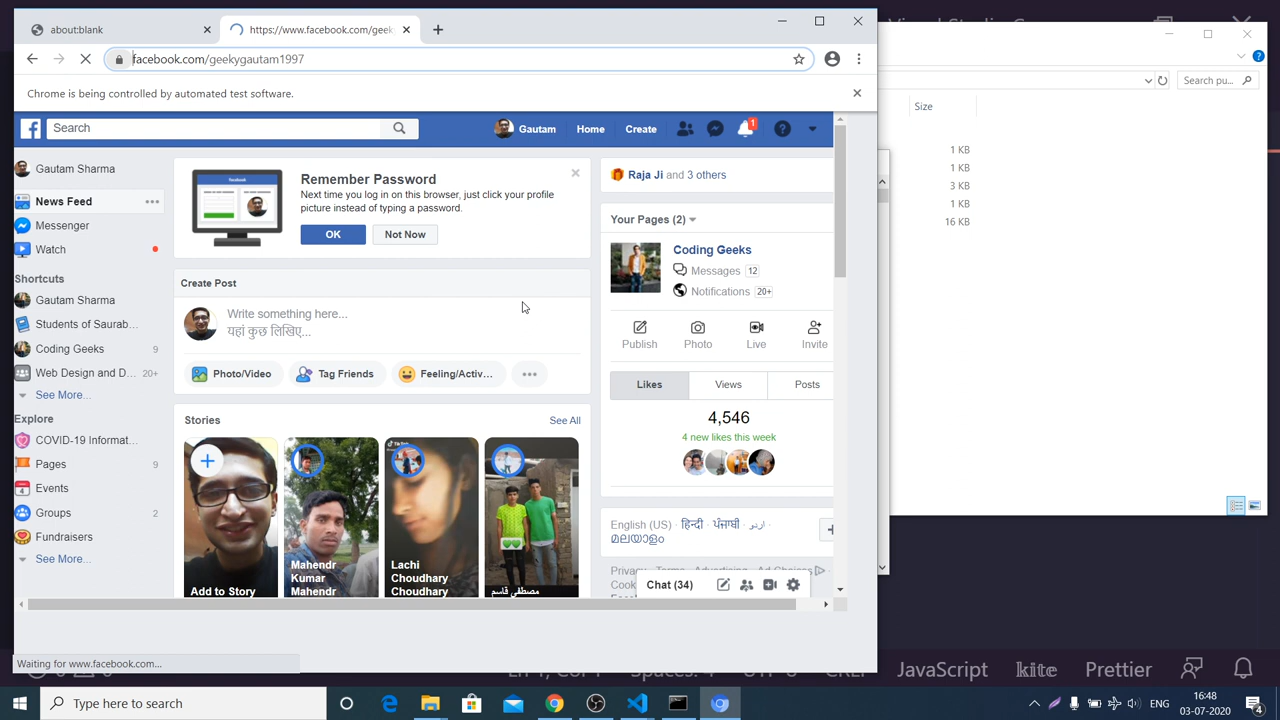 about:blank
https://www.facebook.com/geek
facebook.com/geekygautam1997
Chrome is being controlled by automated test software.
Search
Gautam
Home
Create
1
Gautam Sharma
News Feed
Messenger
Watch
Shortcuts
Gautam Sharma
Students of Saurab...
Coding Geeks 9
Web Design and D... 20+
See More...
Explore
COVID-19 Informat...
Pages 9
Events
Groups 2
Fundraisers
See More...
Remember Password
Next time you log in on this browser, just click your profile
picture instead of typing a password.
OK
Not Now
Create Post
Write something here...
यहां कुछ लिखिए...
Photo/Video
Tag Friends
Feeling/Activ...
Stories
See All
Add to Story
Mahendr
Kumar
Mahendr
Lachi
Choudhary
Choudhary
مصطفى قاسم
Raja Ji and 3 others
Your Pages (2)
Coding Geeks
Messages 12
Notifications 20+
Publish
Photo
Live
Invite
Likes
Views
Posts
4,546
4 new likes this week
English (US) · हिन्दी · ਪੰਜਾਬੀ · اردو ·
മലയാളം
Chat (34)
Waiting for www.facebook.com...
Search pu...
Size
1 KB
1 KB
3 KB
1 KB
16 KB
JavaScript
kite
Prettier
Type here to search
ENG
16:48
03-07-2020
4